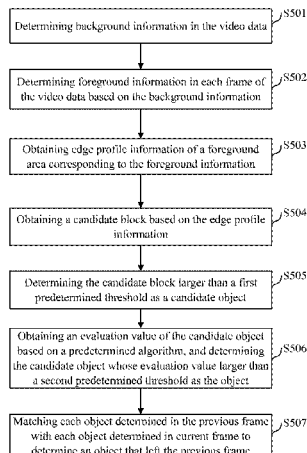 Determining background information in the video data
S501
Determining foreground information in each frame of
the video data based on the background information
S502
Obtaining edge profile information of a foreground
area corresponding to the foreground information
S503
Obtaining a candidate block based on the edge profile
information
S504
Determining the candidate block larger than a first
predetermined threshold as a candidate object
S505
Obtaining an evaluation value of the candidate object
based on a predetermined algorithm, and determining
the candidate object whose evaluation value larger than
a second predetermined threshold as the object
S506
Matching each object determined in the previous frame
with each object determined in current frame to
determine an object that left the previous frame
S507